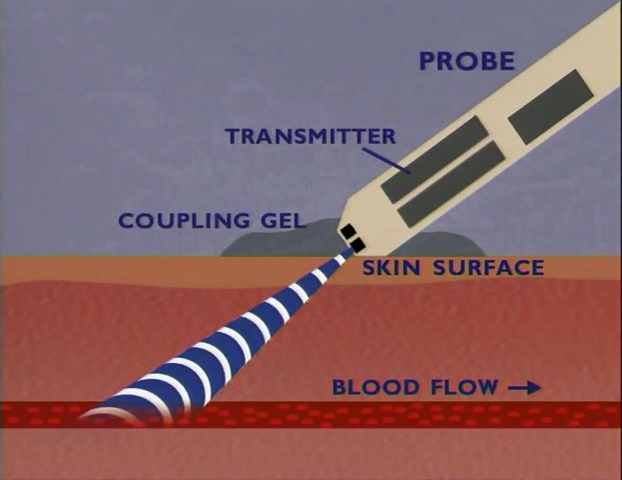 PROBE
TRANSMITTER
COUPLING GEL
SKIN SURFACE
BLOOD FLOW